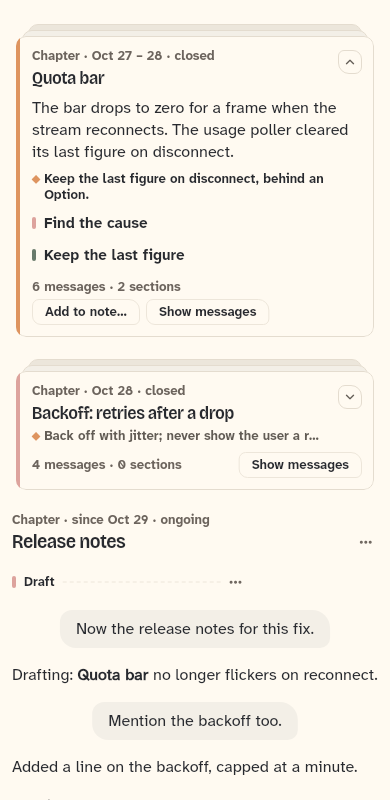 Chapter · Oct 27 – 28 · closed
Quota bar
The bar drops to zero for a frame when the
stream reconnects. The usage poller cleared
its last figure on disconnect.
Keep the last figure on disconnect, behind an
Option.
Find the cause
Keep the last figure
6 messages · 2 sections
Add to note...
Show messages
Chapter · Oct 28 · closed
Backoff: retries after a drop
Back off with jitter; never show the user a r...
4 messages · 0 sections
Show messages
Chapter · since Oct 29 · ongoing
Release notes
Draft
Now the release notes for this fix.
Drafting: Quota bar no longer flickers on reconnect.
Mention the backoff too.
Added a line on the backoff, capped at a minute.